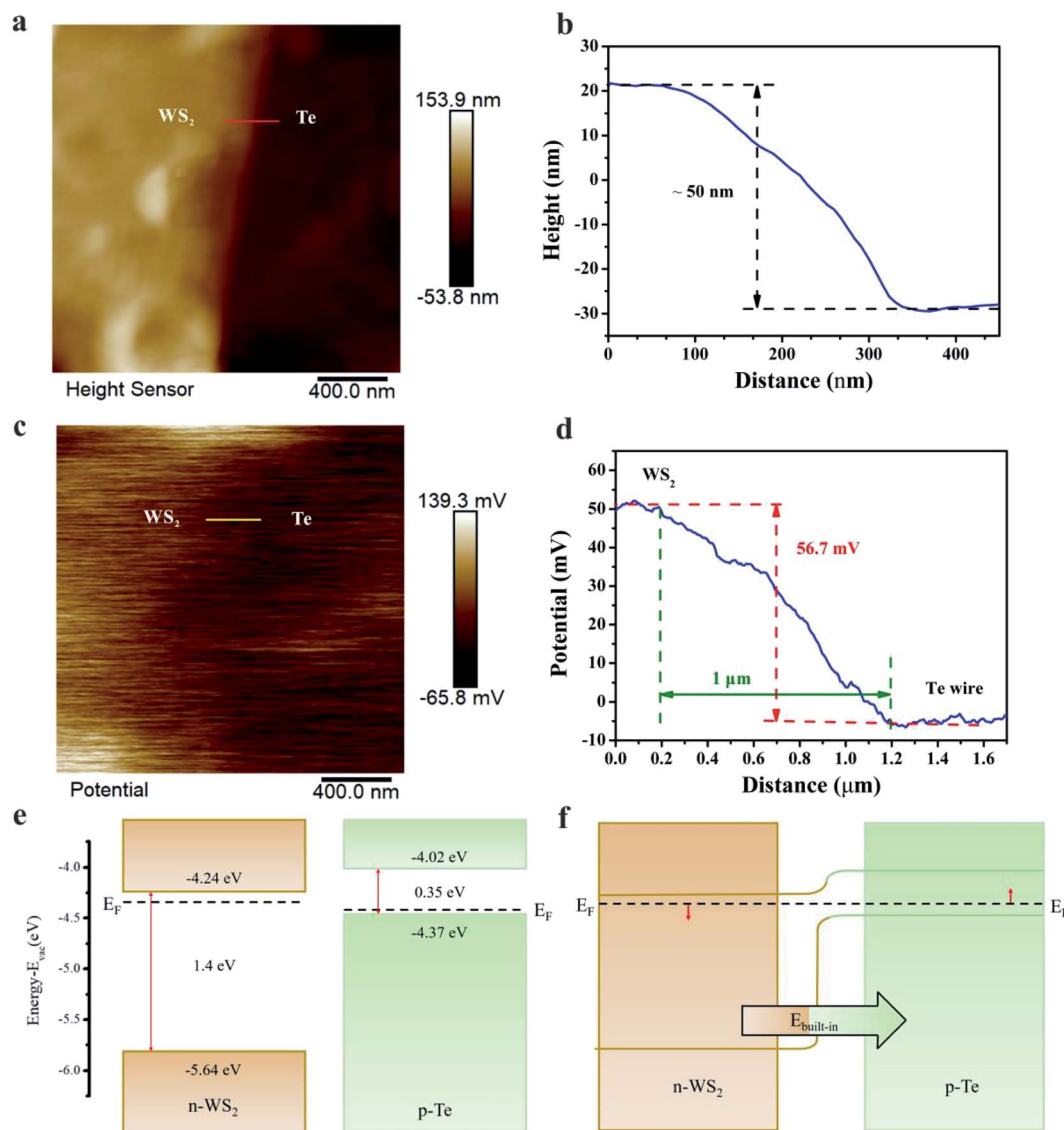 a
WS₂
Te
153.9 nm
-53.8 nm
Height Sensor
400.0 nm
b
30
20
10
0
-10
-20
-30
Height (nm)
~ 50 nm
0
100
200
300
400
Distance (nm)
c
WS₂
Te
139.3 mV
-65.8 mV
Potential
400.0 nm
d
60
50
40
30
20
10
0
-10
Potential (mV)
WS₂
56.7 mV
1 μm
Te wire
0.0
0.2
0.4
0.6
0.8
1.0
1.2
1.4
1.6
Distance (μm)
e
Energy-Evac(eV)
-4.0
-4.5
-5.0
-5.5
-6.0
-4.24 eV
EF
1.4 eV
-5.64 eV
n-WS₂
-4.02 eV
0.35 eV
EF
-4.37 eV
p-Te
f
EF
EF
Ebuilt-in
n-WS₂
p-Te